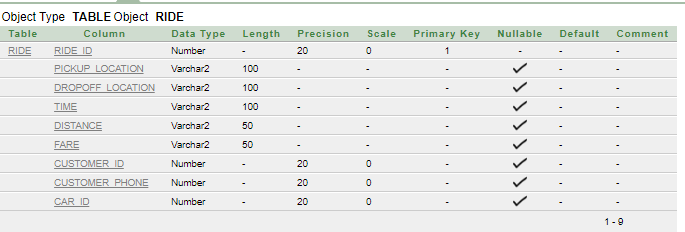 Object Type TABLE Object RIDE
Table Column Data Type Length Precision Scale Primary Key Nullable Default Comment
RIDE RIDE_ID Number - 20 0 1 - - -
PICKUP_LOCATION Varchar2 100 - - - ✓ - -
DROPOFF_LOCATION Varchar2 100 - - - ✓ - -
TIME Varchar2 100 - - - ✓ - -
DISTANCE Varchar2 50 - - - ✓ - -
FARE Varchar2 50 - - - ✓ - -
CUSTOMER_ID Number - 20 0 - ✓ - -
CUSTOMER_PHONE Number - 20 0 - ✓ - -
CAR_ID Number - 20 0 - ✓ - -
1 - 9